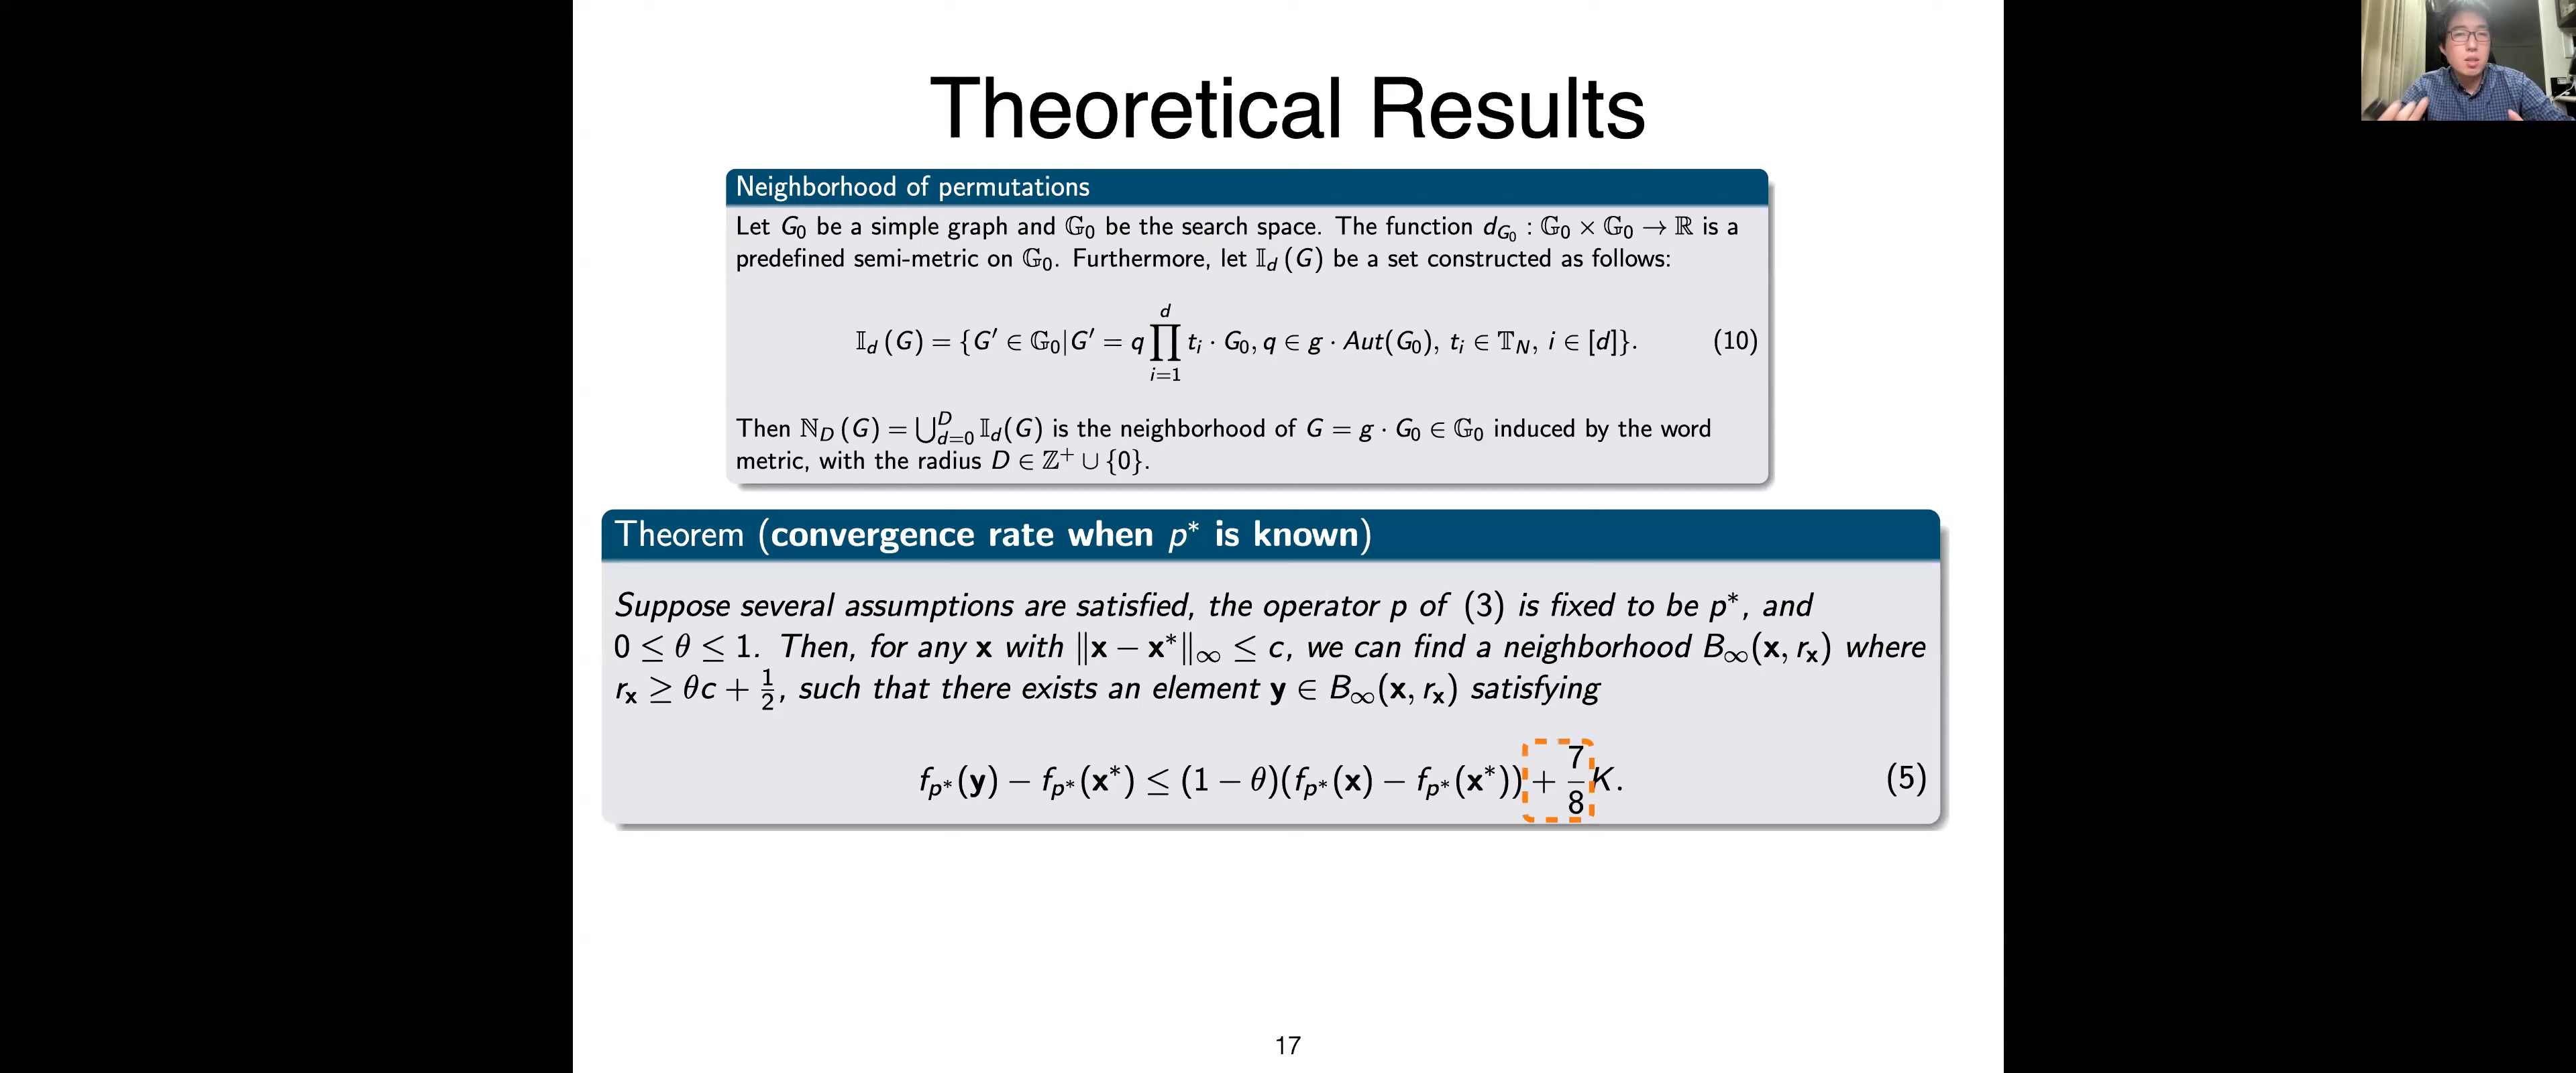 Theoretical Results
Neighborhood of permutations
Let G₀ be a simple graph and 𝔾₀ be the search space. The function d_{G₀} : 𝔾₀ × 𝔾₀ → ℝ is a
predefined semi-metric on 𝔾₀. Furthermore, let 𝕀_d (G) be a set constructed as follows:
𝕀_d (G) = {G′ ∈ 𝔾₀|G′ = q ∏_{i=1}^{d} t_i · G₀, q ∈ g · Aut(G₀), t_i ∈ 𝕋_N, i ∈ [d]}. (10)
Then ℕ_D (G) = ⋃_{d=0}^{D} 𝕀_d(G) is the neighborhood of G = g · G₀ ∈ 𝔾₀ induced by the word
metric, with the radius D ∈ ℤ⁺ ∪ {0}.
Theorem (convergence rate when p* is known)
Suppose several assumptions are satisfied, the operator p of (3) is fixed to be p*, and
0 ≤ θ ≤ 1. Then, for any x with ‖x − x*‖_∞ ≤ c, we can find a neighborhood B_∞(x, r_x) where
r_x ≥ θc + 1/2, such that there exists an element y ∈ B_∞(x, r_x) satisfying
f_{p*}(y) − f_{p*}(x*) ≤ (1 − θ)(f_{p*}(x) − f_{p*}(x*)) + 7/8 K. (5)
17